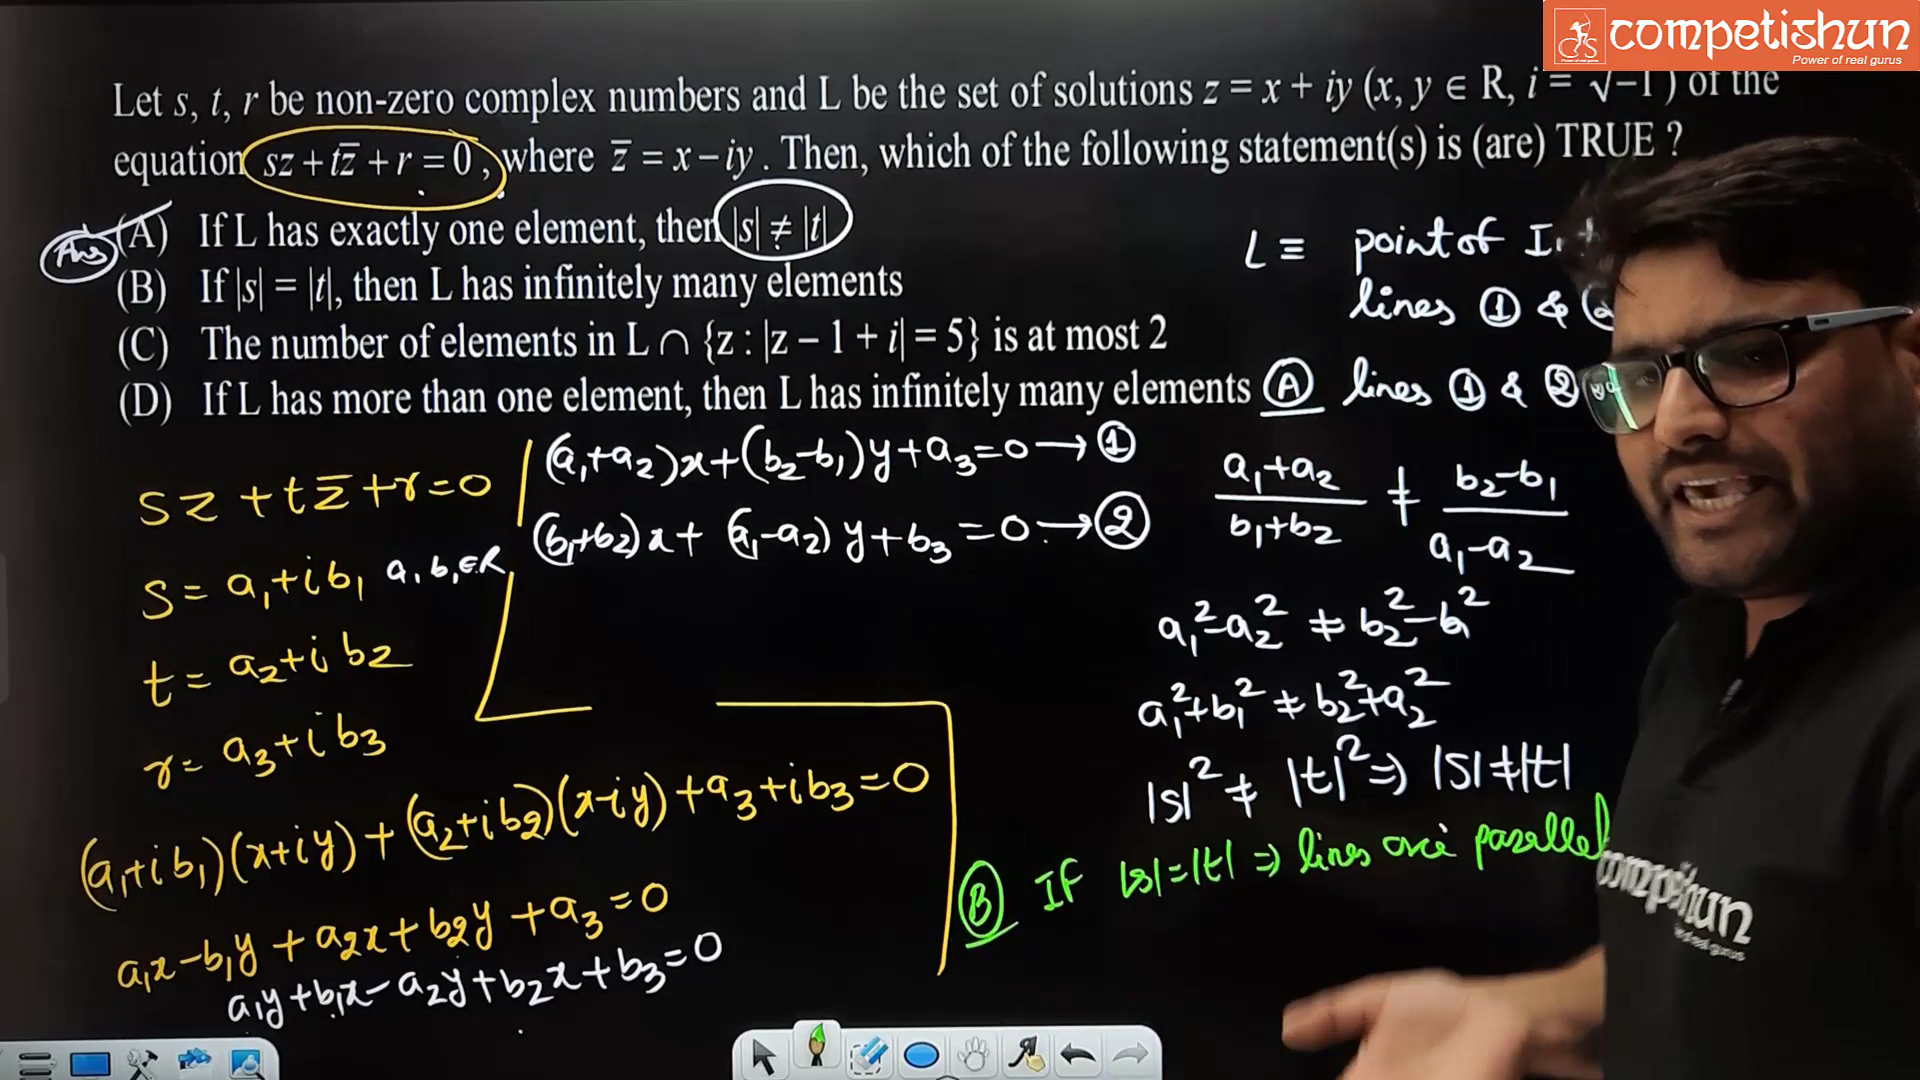 competishun
Power of real gurus
Let s, t, r be non-zero complex numbers and L be the set of solutions z = x + iy (x, y ∈ R, i = √−1) of the
equation sz + tz̅ + r = 0, where z̅ = x − iy. Then, which of the following statement(s) is (are) TRUE ?
Ans (A) If L has exactly one element, then |s| ≠ |t|
(B) If |s| = |t|, then L has infinitely many elements
(C) The number of elements in L ∩ {z : |z − 1 + i| = 5} is at most 2
(D) If L has more than one element, then L has infinitely many elements
L ≡ point of
lines ① &
(A) lines ① & ②
sz + tz̅ + r = 0
s = a₁ + ib₁ a₁ b₁ ∈ R
t = a₂ + ib₂
r = a₃ + ib₃
(a₁+ib₁)(x+iy) + (a₂+ib₂)(x−iy) + a₃+ib₃ = 0
a₁x − b₁y + a₂x + b₂y + a₃ = 0
a₁y + b₁x − a₂y + b₂x + b₃ = 0
(a₁+a₂)x + (b₂−b₁)y + a₃ = 0 → ①
(b₁+b₂)x + (a₁−a₂)y + b₃ = 0 → ②
(a₁+a₂)/(b₁+b₂) ≠ (b₂−b₁)/(a₁−a₂)
a₁² − a₂² ≠ b₂² − b₁²
a₁² + b₁² ≠ b₂² + a₂²
|s|² ≠ |t|² ⇒ |s| ≠ |t|
(B) If |s| = |t| ⇒ lines are parallel
competishun